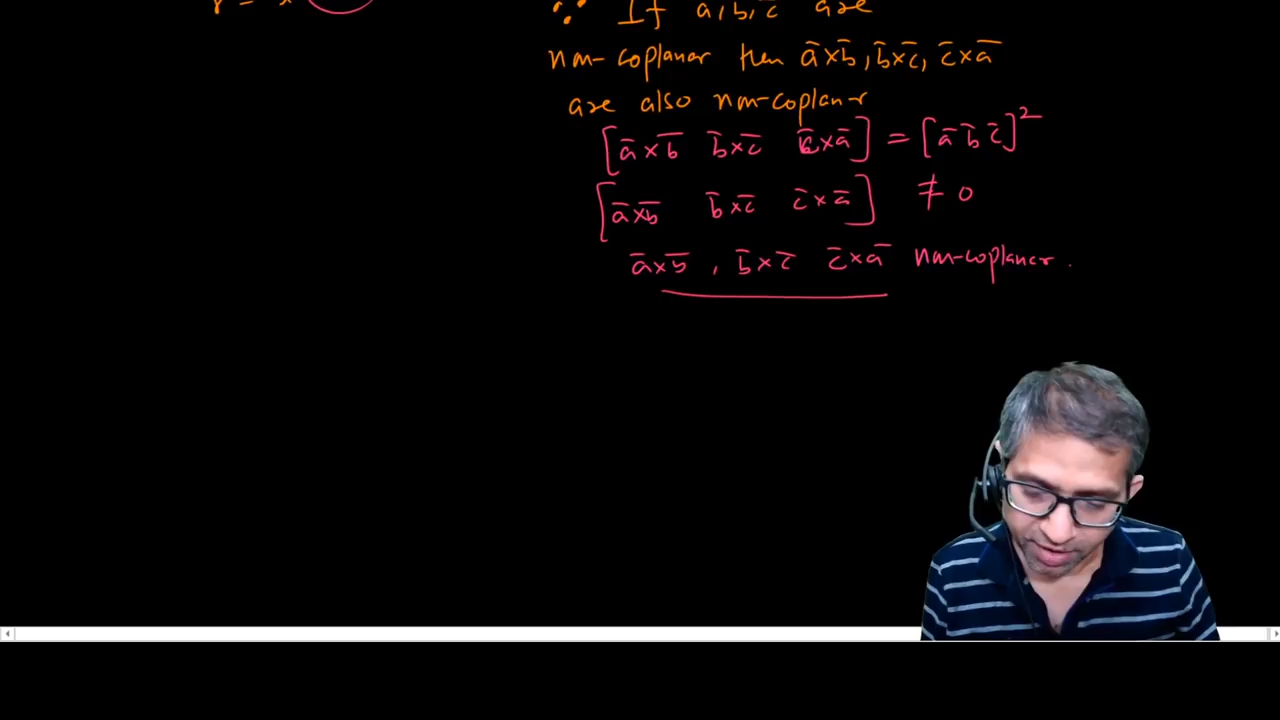 r = x
∵ If a̅, b̅, c̅ are
non-coplanar then a̅×b̅, b̅×c̅, c̅×a̅
are also non-coplanar
[a̅×b̅ b̅×c̅ c̅×a̅] = [a̅ b̅ c̅]²
[a̅×b̅ b̅×c̅ c̅×a̅] ≠ 0
a̅×b̅ , b̅×c̅ c̅×a̅ non-coplanar.